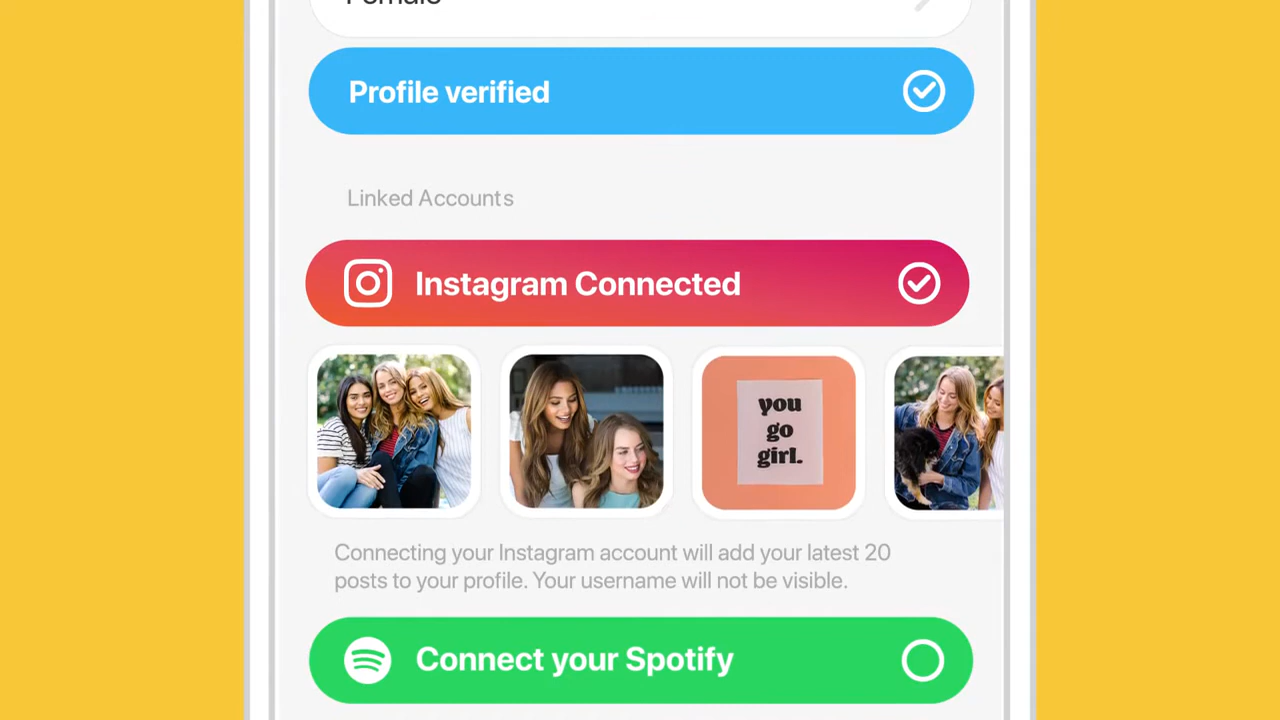 Female
Profile verified
Linked Accounts
Instagram Connected
you
go
girl.
Connecting your Instagram account will add your latest 20
posts to your profile. Your username will not be visible.
Connect your Spotify